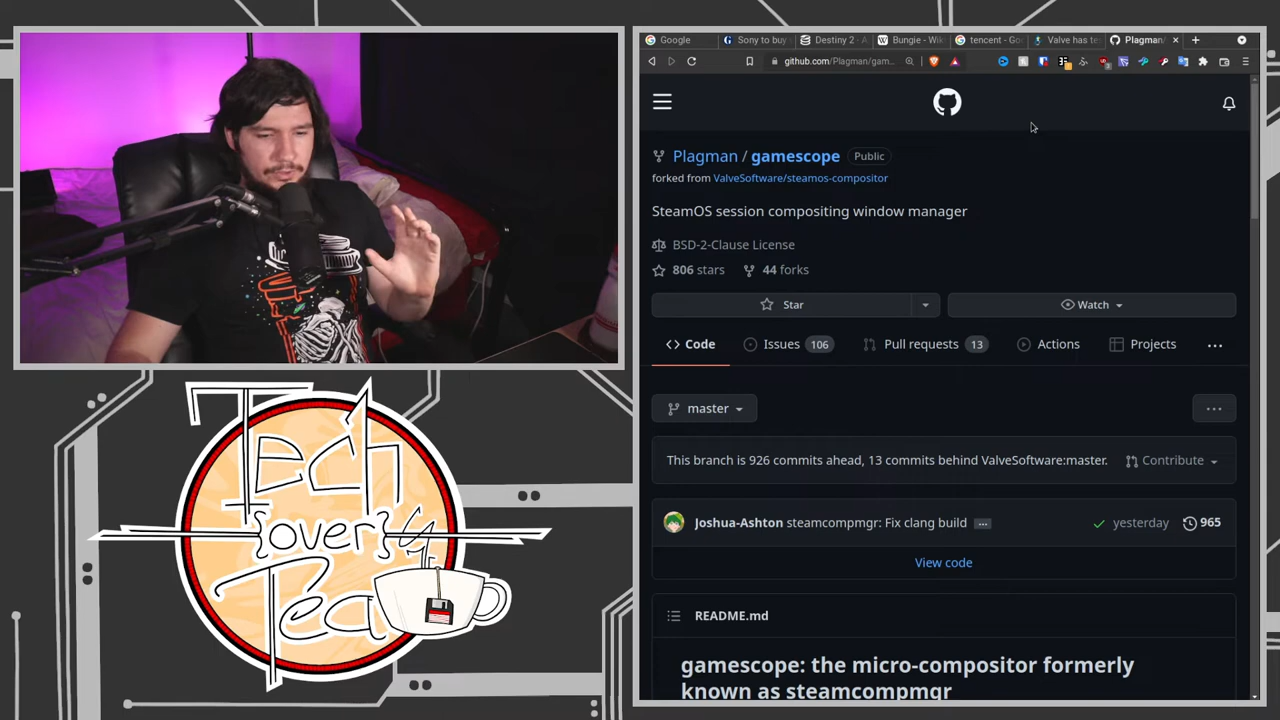 Google
Sony to buy
Destiny 2 - A
Bungie - Wik
tencent - Go
Valve has te
Plagman/
github.com/Plagman/gam...
Plagman / gamescope Public
forked from ValveSoftware/steamos-compositor
SteamOS session compositing window manager
BSD-2-Clause License
806 stars 44 forks
Star
Watch
Code
Issues 106
Pull requests 13
Actions
Projects
master
This branch is 926 commits ahead, 13 commits behind ValveSoftware:master.
Contribute
Joshua-Ashton steamcompmgr: Fix clang build
yesterday
965
View code
README.md
gamescope: the micro-compositor formerly
known as steamcompmgr
Tech
{over}
Tea